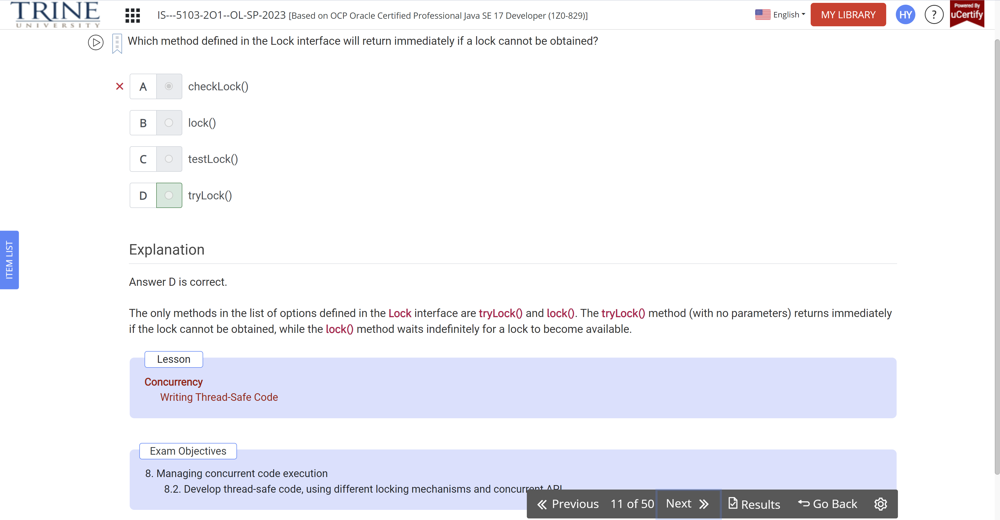 TRINE
UNIVERSITY
IS---5103-2O1--OL-SP-2023 [Based on OCP Oracle Certified Professional Java SE 17 Developer (1Z0-829)]
English
MY LIBRARY
HY
?
Powered By
uCertify
Which method defined in the Lock interface will return immediately if a lock cannot be obtained?
A checkLock()
B lock()
C testLock()
D tryLock()
ITEM LIST
Explanation
Answer D is correct.
The only methods in the list of options defined in the Lock interface are tryLock() and lock(). The tryLock() method (with no parameters) returns immediately
if the lock cannot be obtained, while the lock() method waits indefinitely for a lock to become available.
Lesson
Concurrency
Writing Thread-Safe Code
Exam Objectives
8. Managing concurrent code execution
8.2. Develop thread-safe code, using different locking mechanisms and concurrent API
Previous 11 of 50 Next Results Go Back